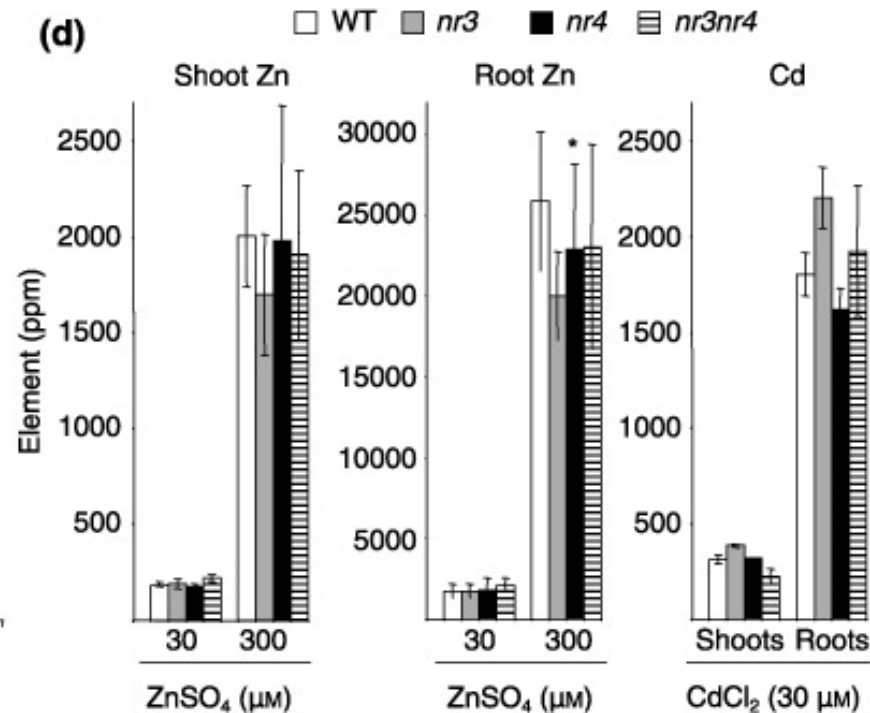 (d)
WT nr3 nr4 nr3nr4
Shoot Zn Root Zn Cd
Element (ppm)
2500
2000
1500
1000
500
30 300
ZnSO₄ (μM)
30000
25000
20000
15000
10000
5000
*
30 300
ZnSO₄ (μM)
2500
2000
1500
1000
500
Shoots Roots
CdCl₂ (30 μM)